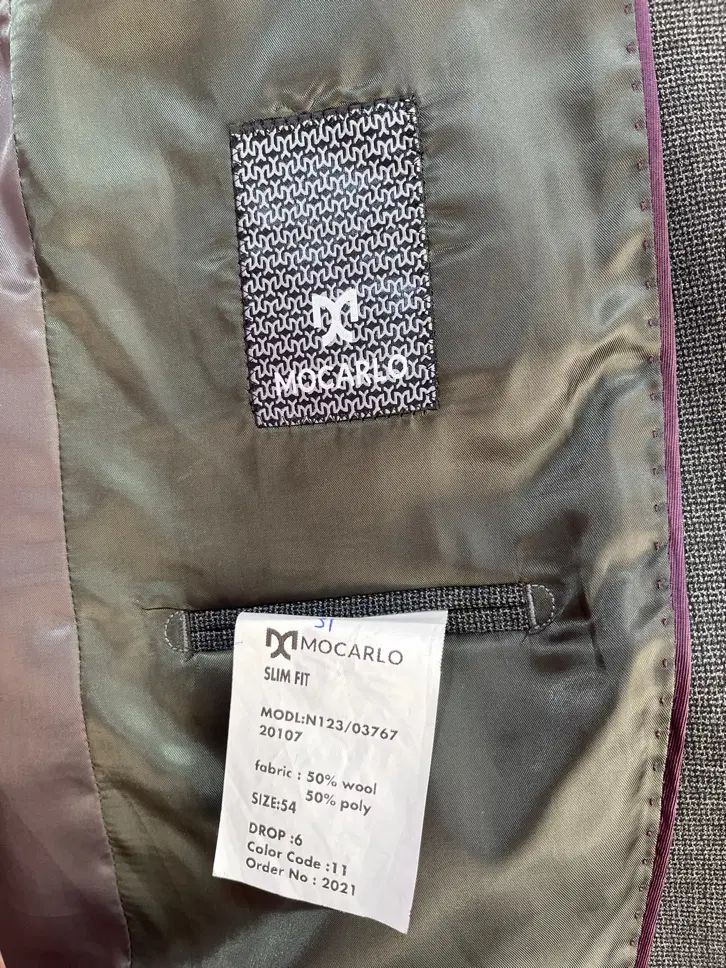 MOCARLO
MOCARLO
SLIM FIT
MODL:N123/03767
20107
fabric : 50% wool
50% poly
SIZE:54
DROP :6
Color Code :11
Order No : 2021